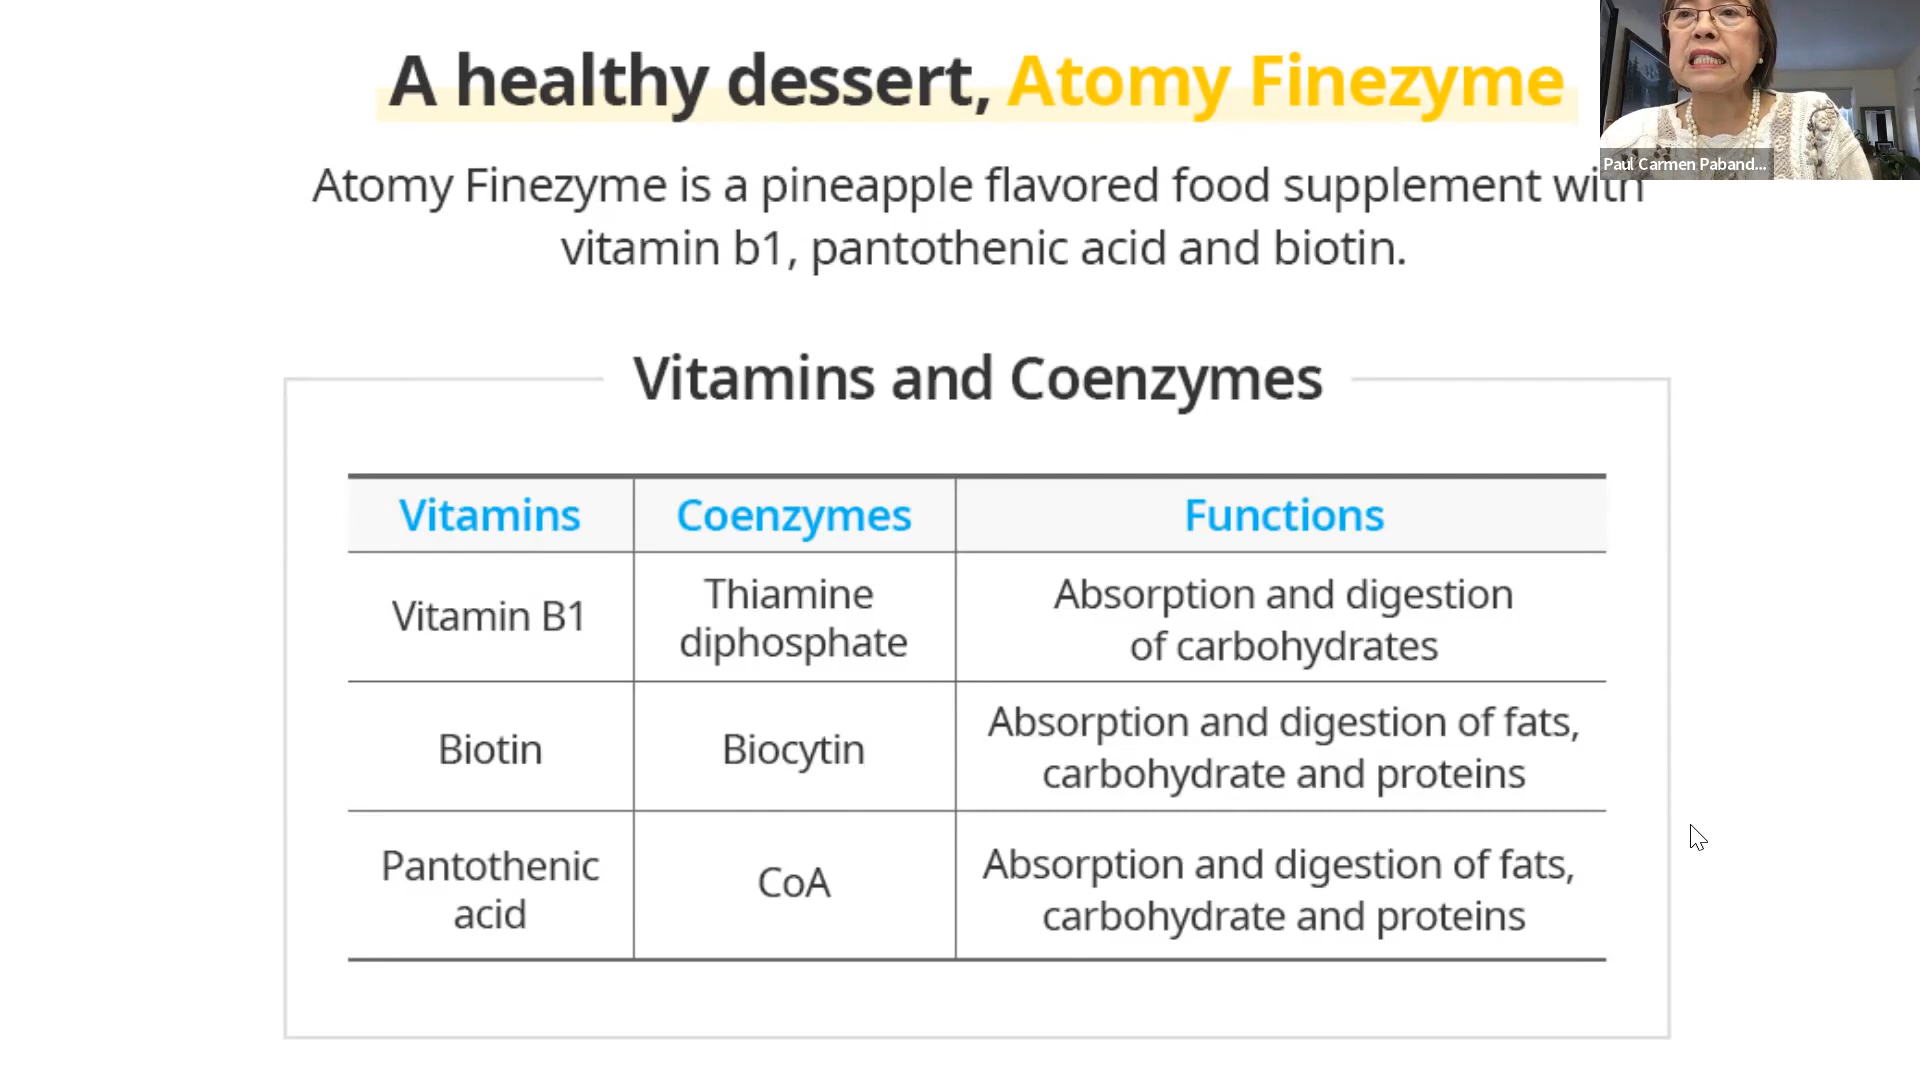 A healthy dessert, Atomy Finezyme
Atomy Finezyme is a pineapple flavored food supplement with
vitamin b1, pantothenic acid and biotin.
Paul Carmen Paband...
Vitamins and Coenzymes
Vitamins Coenzymes Functions
Vitamin B1
Thiamine
diphosphate
Absorption and digestion
of carbohydrates
Biotin
Biocytin
Absorption and digestion of fats,
carbohydrate and proteins
Pantothenic
acid
CoA
Absorption and digestion of fats,
carbohydrate and proteins